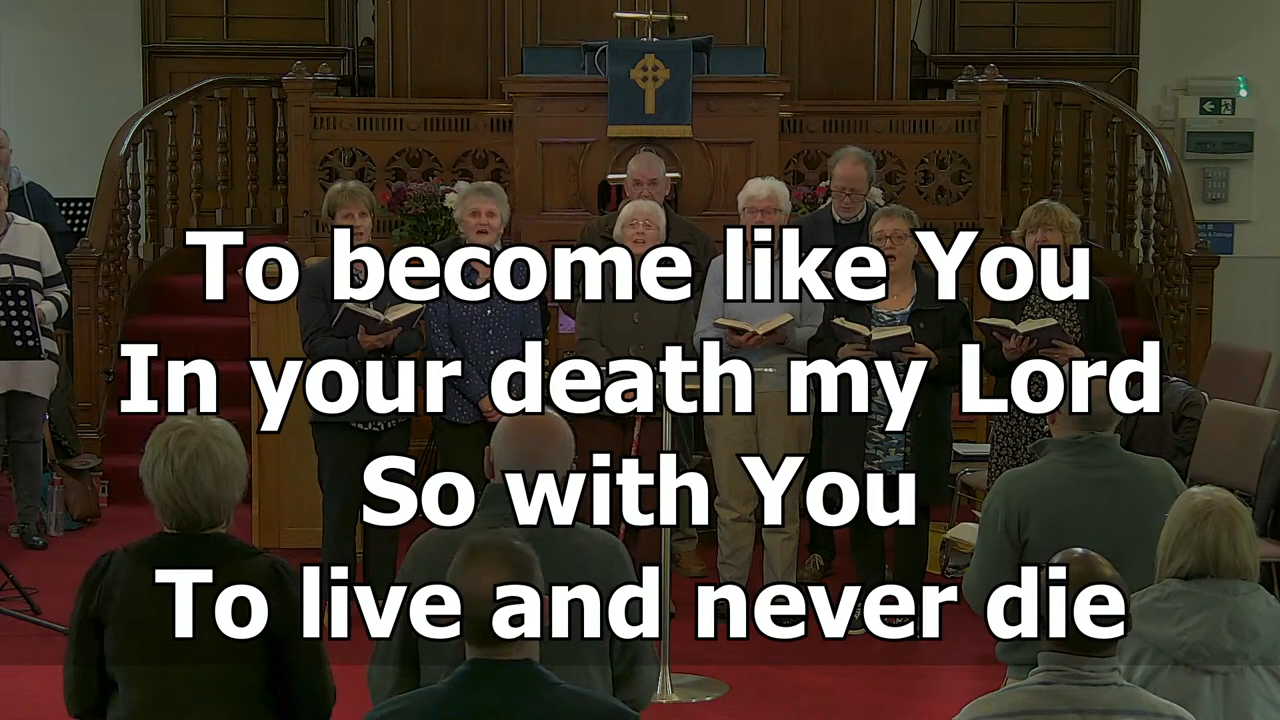 To become like You
In your death my Lord
So with You
To live and never die